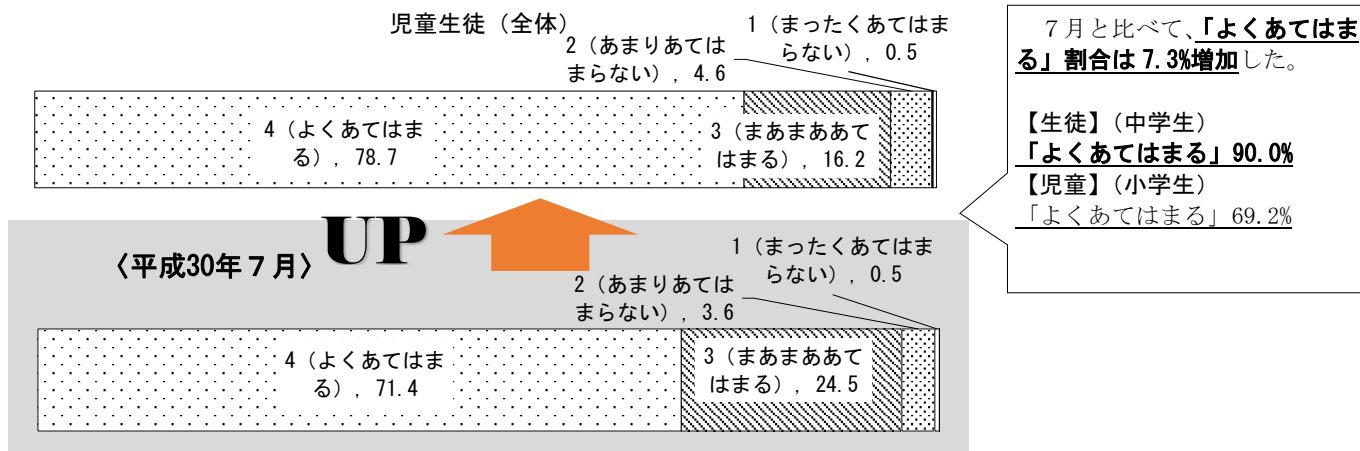 児童生徒（全体）
1（まったくあてはま
らない）, 0.5
2（あまりあては
まらない）, 4.6
4（よくあてはま
る）, 78.7
3（まあまああて
はまる）, 16.2
UP
〈平成30年７月〉
1（まったくあてはま
らない）, 0.5
2（あまりあては
まらない）, 3.6
4（よくあてはま
る）, 71.4
3（まあまああて
はまる）, 24.5
７月と比べて、「よくあてはま
る」割合は 7.3%増加した。
【生徒】（中学生）
「よくあてはまる」90.0%
【児童】（小学生）
「よくあてはまる」69.2%